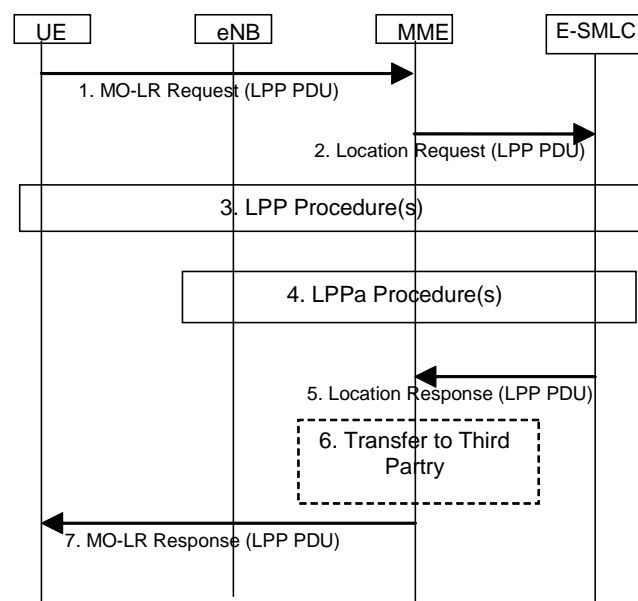 UE
eNB
MME
E-SMLC
1. MO-LR Request (LPP PDU)
2. Location Request (LPP PDU)
3. LPP Procedure(s)
4. LPPa Procedure(s)
5. Location Response (LPP PDU)
6. Transfer to Third
Partry
7. MO-LR Response (LPP PDU)